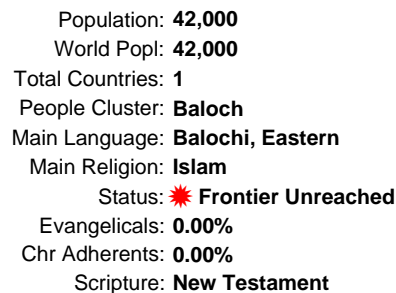 Population: 42,000
World Popl: 42,000
Total Countries: 1
People Cluster: Baloch
Main Language: Balochi, Eastern
Main Religion: Islam
Status: Frontier Unreached
Evangelicals: 0.00%
Chr Adherents: 0.00%
Scripture: New Testament